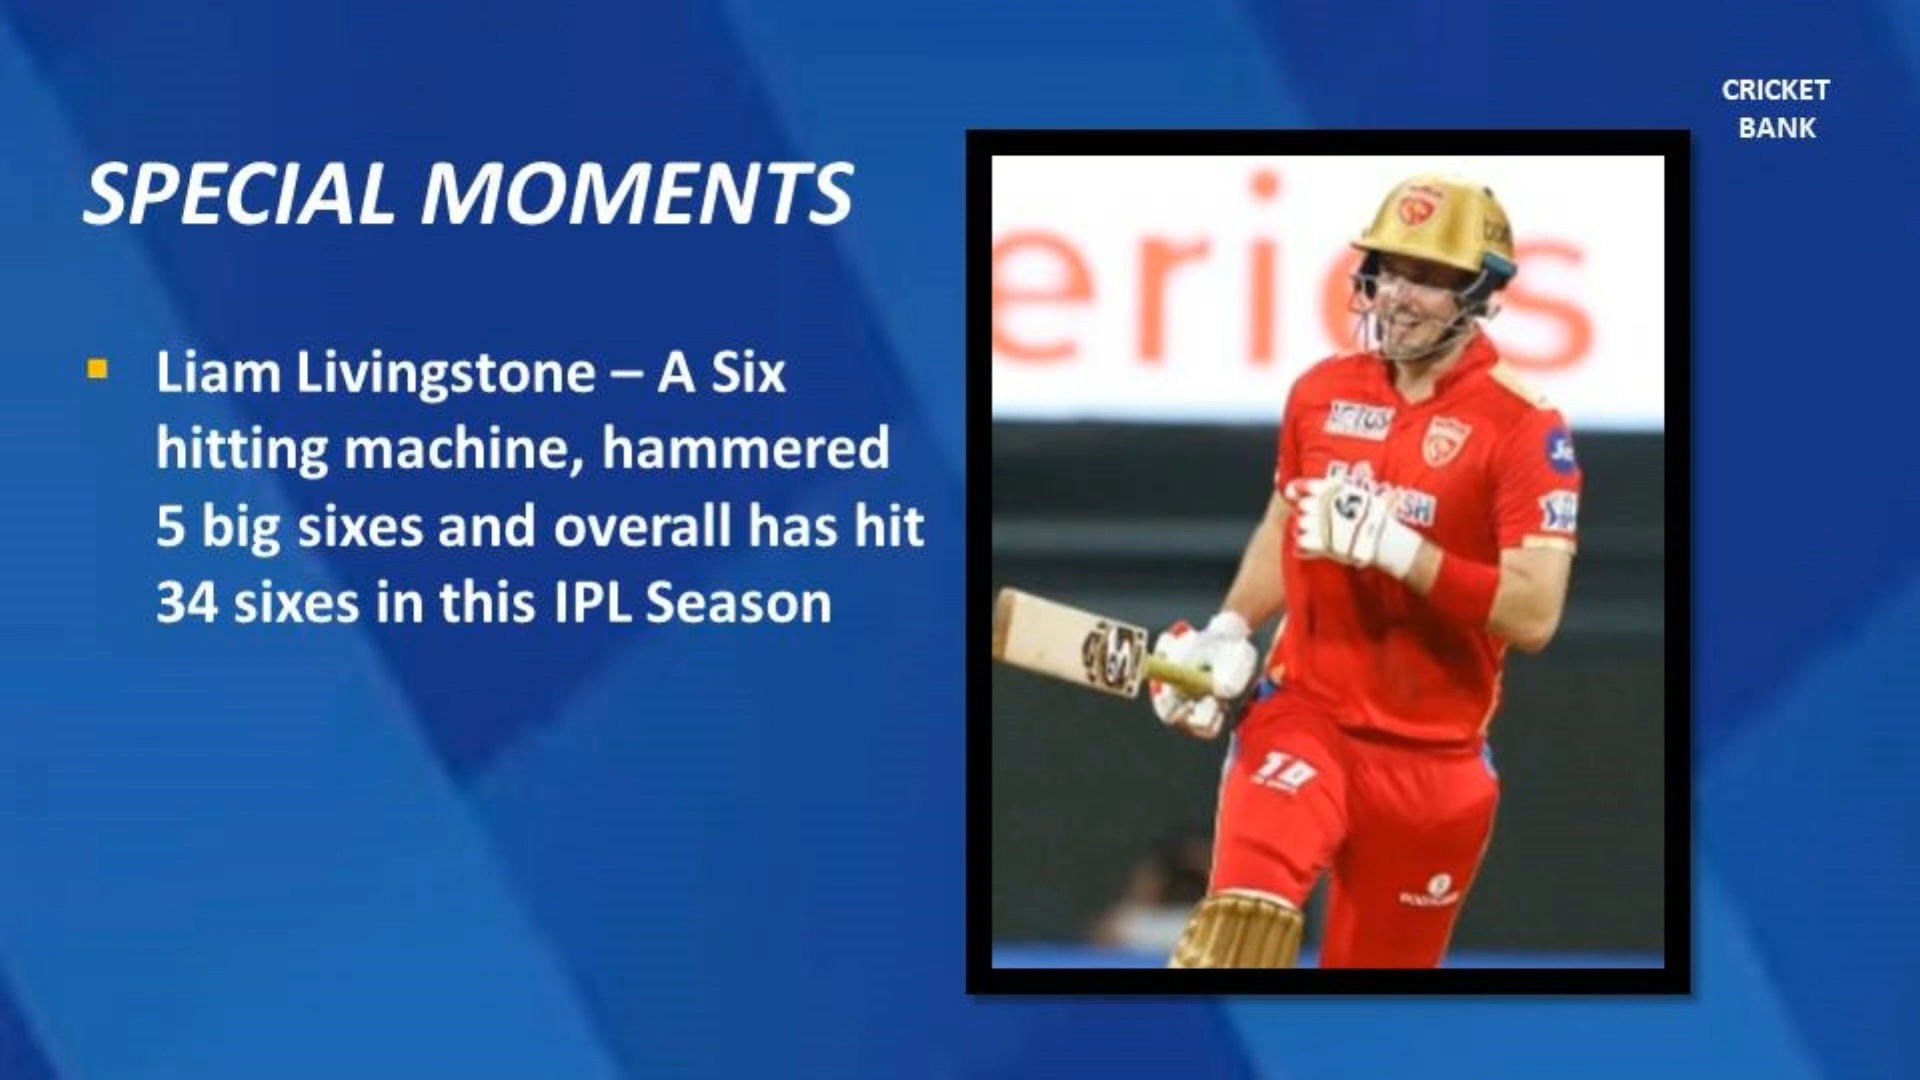 CRICKET
BANK
SPECIAL MOMENTS
Liam Livingstone – A Six
hitting machine, hammered
5 big sixes and overall has hit
34 sixes in this IPL Season
eries